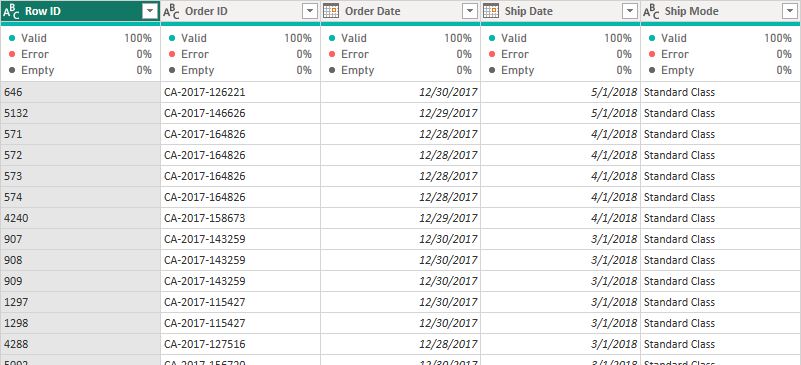 Row ID Order ID Order Date Ship Date Ship Mode
Valid 100% Valid 100% Valid 100% Valid 100% Valid 100%
Error 0% Error 0% Error 0% Error 0% Error 0%
Empty 0% Empty 0% Empty 0% Empty 0% Empty 0%
646 CA-2017-126221 12/30/2017 5/1/2018 Standard Class
5132 CA-2017-146626 12/29/2017 5/1/2018 Standard Class
571 CA-2017-164826 12/28/2017 4/1/2018 Standard Class
572 CA-2017-164826 12/28/2017 4/1/2018 Standard Class
573 CA-2017-164826 12/28/2017 4/1/2018 Standard Class
574 CA-2017-164826 12/28/2017 4/1/2018 Standard Class
4240 CA-2017-158673 12/29/2017 4/1/2018 Standard Class
907 CA-2017-143259 12/30/2017 3/1/2018 Standard Class
908 CA-2017-143259 12/30/2017 3/1/2018 Standard Class
909 CA-2017-143259 12/30/2017 3/1/2018 Standard Class
1297 CA-2017-115427 12/30/2017 3/1/2018 Standard Class
1298 CA-2017-115427 12/30/2017 3/1/2018 Standard Class
4288 CA-2017-127516 12/28/2017 3/1/2018 Standard Class
CA-2017-156720 12/30/2017 3/1/2018 Standard Class